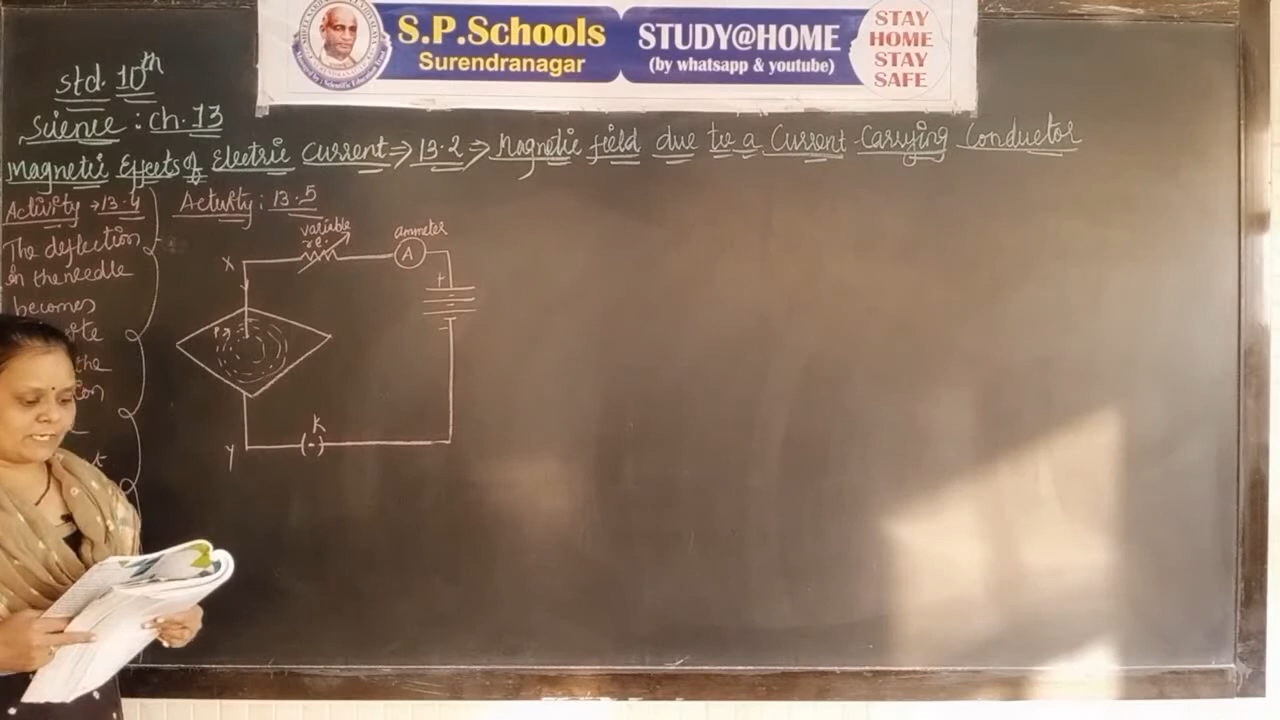 S.P.Schools
Surendranagar
STUDY@HOME
(by whatsapp & youtube)
STAY
HOME
STAY
SAFE
std. 10th
Science : ch. 13
Magnetic Effects of Electric Current => 13.2 => Magnetic field due to a Current Carrying Conductor
Activity → 13.4
The deflection
in the needle
becomes
the
Activity : 13.5
variable
re.
ammeter
A
X
+
-
P
K
(•)
Y